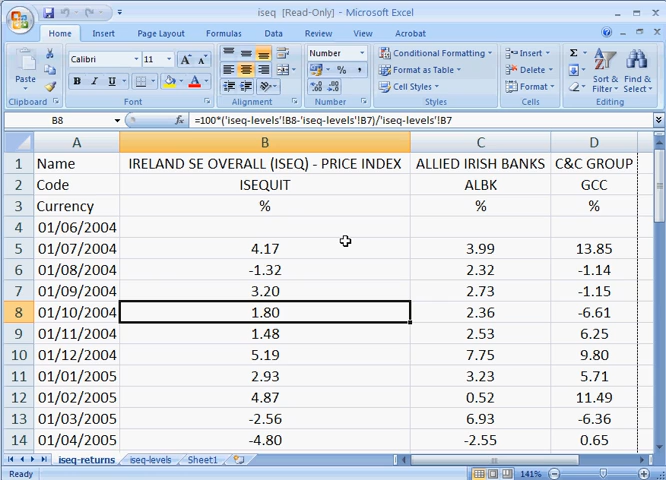 iseq [Read-Only] - Microsoft Excel
Home Insert Page Layout Formulas Data Review View Acrobat
Calibri 11 A A Number Conditional Formatting Insert Σ
Format as Table Delete
Paste B I U A $ % , Cell Styles Format Sort & Filter Find & Select
Clipboard Font Alignment Number Styles Cells Editing
B8 =100*('iseq-levels'!B8-'iseq-levels'!B7)/'iseq-levels'!B7
A B C D
1 Name IRELAND SE OVERALL (ISEQ) - PRICE INDEX ALLIED IRISH BANKS C&C GROUP
2 Code ISEQUIT ALBK GCC
3 Currency % % %
4 01/06/2004
5 01/07/2004 4.17 3.99 13.85
6 01/08/2004 -1.32 2.32 -1.14
7 01/09/2004 3.20 2.73 -1.15
8 01/10/2004 1.80 2.36 -6.61
9 01/11/2004 1.48 2.53 6.25
10 01/12/2004 5.19 7.75 9.80
11 01/01/2005 2.93 3.23 5.71
12 01/02/2005 4.87 0.52 11.49
13 01/03/2005 -2.56 6.93 -6.36
14 01/04/2005 -4.80 -2.55 0.65
iseq-returns iseq-levels Sheet1
Ready 141%